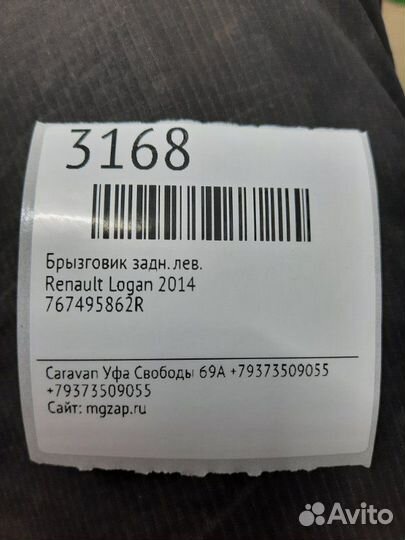 3168
Брызговик задн.лев.
Renault Logan 2014
767495862R
Caravan Уфа Свободы 69А +79373509055
+79373509055
Сайт: mgzap.ru
Avito